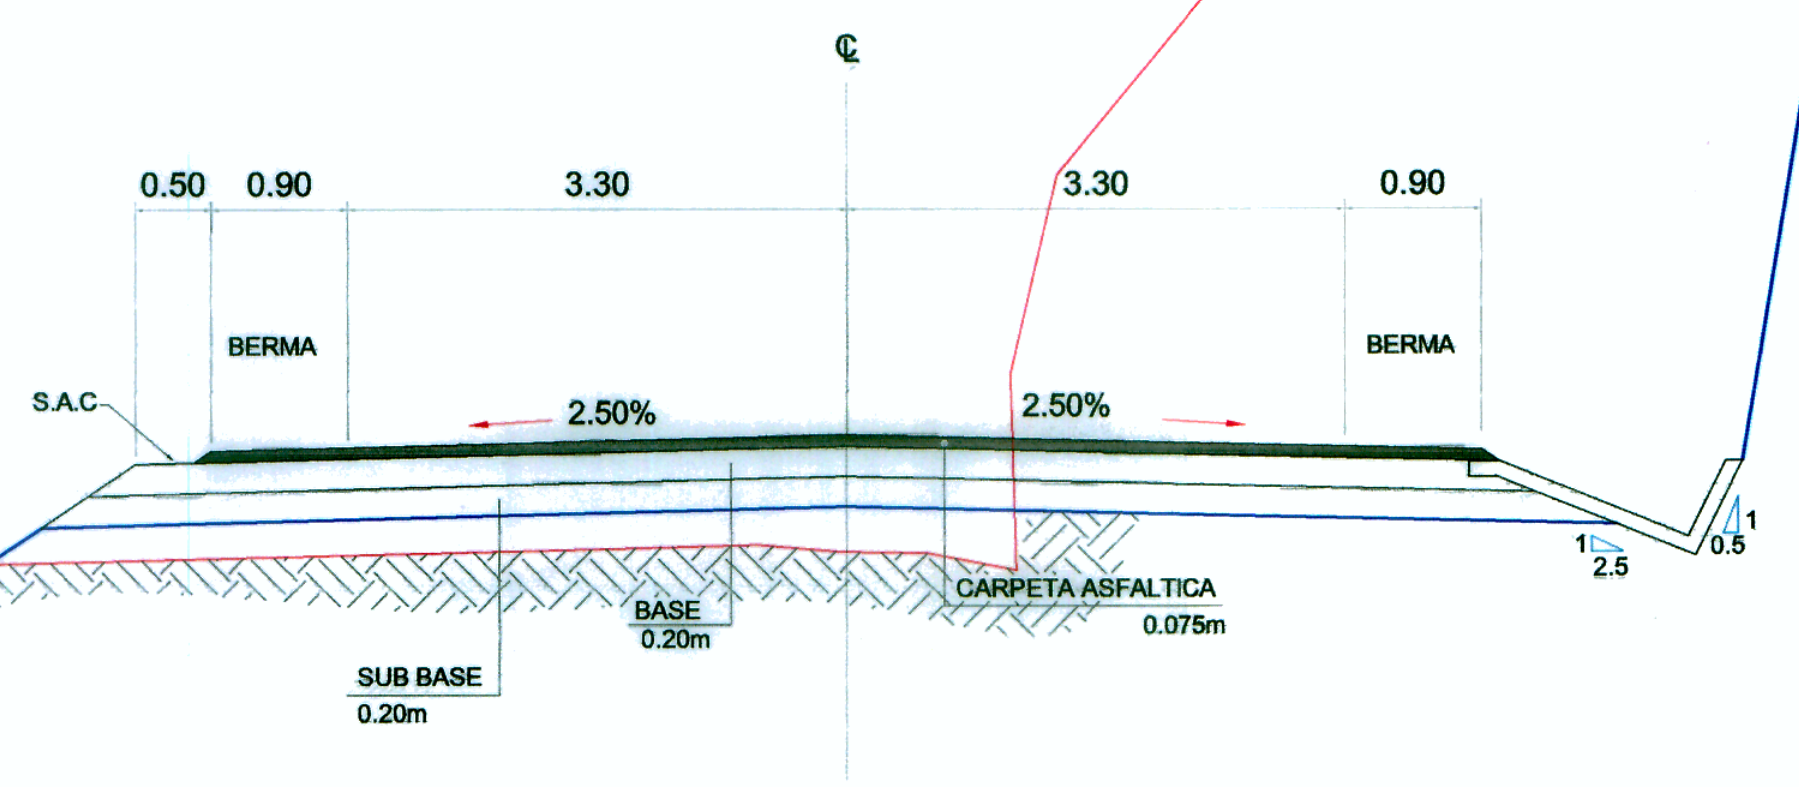 ℄
0.50 0.90 3.30 3.30 0.90
BERMA BERMA
S.A.C
2.50% 2.50%
1
0.5
1
2.5
CARPETA ASFALTICA
0.075m
BASE
0.20m
SUB BASE
0.20m